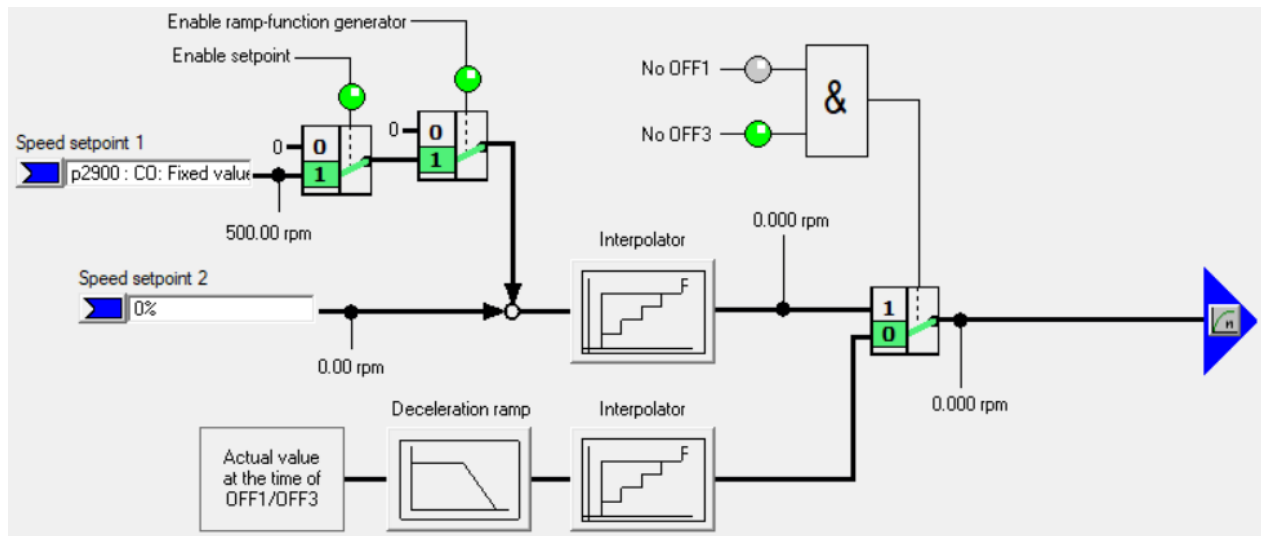 Enable ramp-function generator
Enable setpoint
No OFF1
&
No OFF3
Speed setpoint 1
0
0
0
0
1
1
p2900 : CO: Fixed value
500.00 rpm
0.000 rpm
Interpolator
F
Speed setpoint 2
0%
0.00 rpm
1
0
n
0.000 rpm
Deceleration ramp
Interpolator
F
Actual value
at the time of
OFF1/OFF3